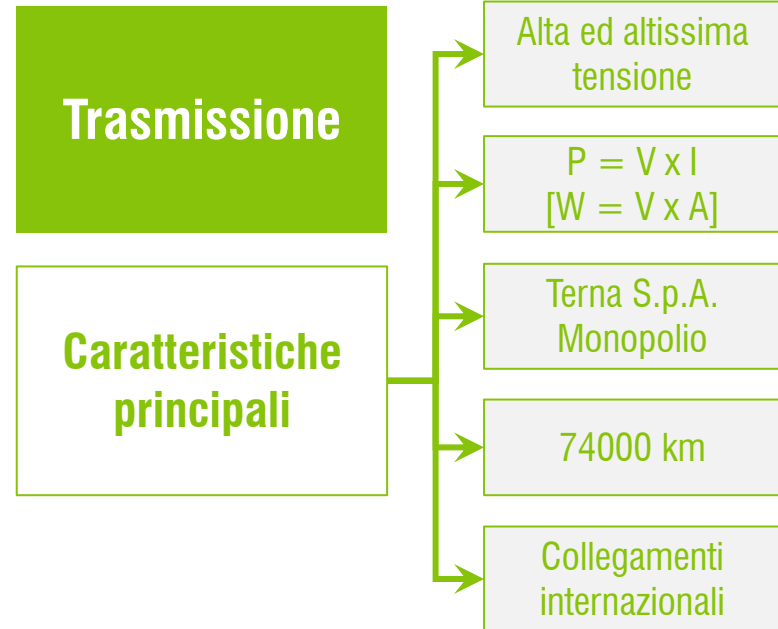 Trasmissione
Caratteristiche
principali
Alta ed altissima
tensione
P = V x I
[W = V x A]
Terna S.p.A.
Monopolio
74000 km
Collegamenti
internazionali